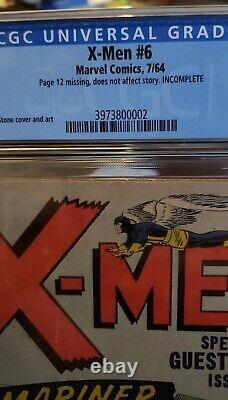 CGC UNIVERSAL GRAD
X-Men #6
Marvel Comics, 7/64
Page 12 missing, does not affect story. INCOMPLETE
Stone cover and art
3973800002
X-ME
SPE
GUEST
ISS
MARINER